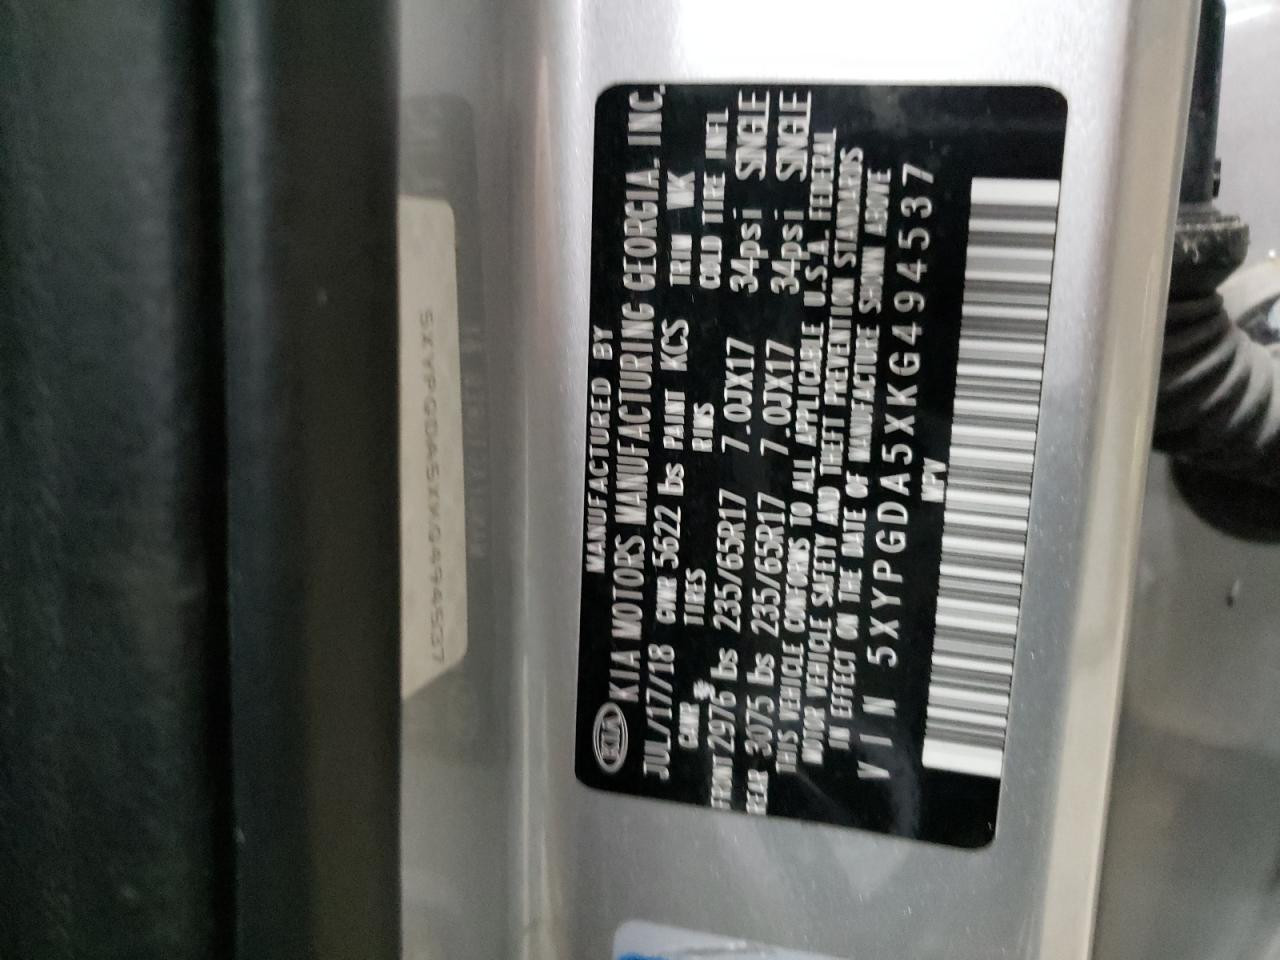 MANUFACTURED BY
KIA KIA MOTORS MANUFACTURING GEORGIA, INC.
JUL/17/18 GVWR 5622 lbs PAINT KCS TRIM WK
GAWR TIRES RIMS COLD TIRE INFL
FRNT 2976 lbs 235/65R17 7.0JX17 34psi SINGLE
REAR 3075 lbs 235/65R17 7.0JX17 34psi SINGLE
THIS VEHICLE CONFORMS TO ALL APPLICABLE U.S.A. FEDERAL
MOTOR VEHICLE SAFETY AND THEFT PREVENTION STANDARDS
IN EFFECT ON THE DATE OF MANUFACTURE SHOWN ABOVE
VIN 5XYPGDA5XKG494537
MPV
5XYPGDA5XKG494537